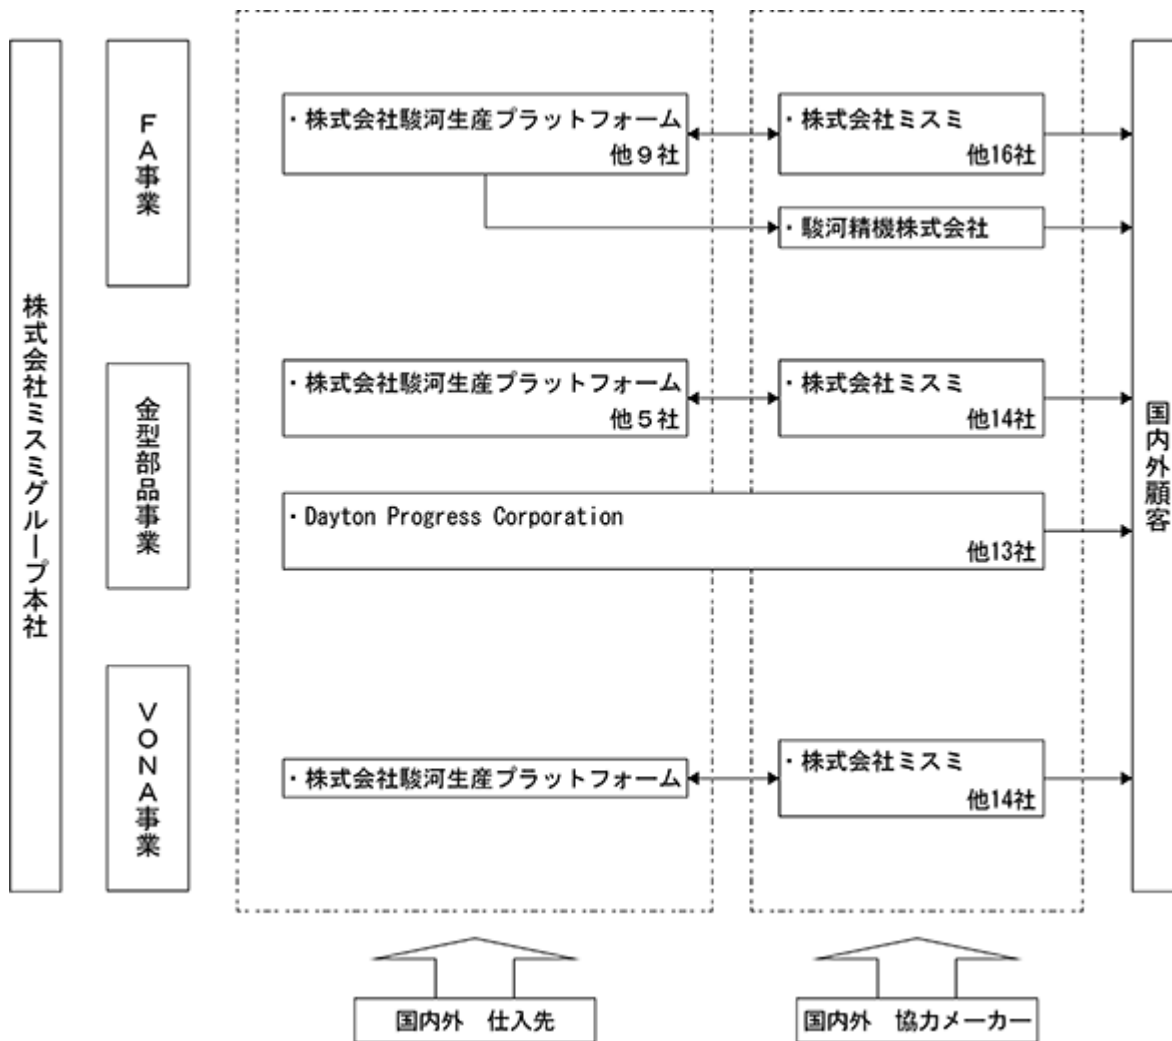 株式会社ミスミグループ本社
ＦＡ事業
・株式会社駿河生産プラットフォーム
他９社
・株式会社ミスミ
他16社
・駿河精機株式会社
金型部品事業
・株式会社駿河生産プラットフォーム
他５社
・株式会社ミスミ
他14社
・Dayton Progress Corporation
他13社
ＶＯＮＡ事業
・株式会社駿河生産プラットフォーム
・株式会社ミスミ
他14社
国内外顧客
国内外　仕入先
国内外　協力メーカー